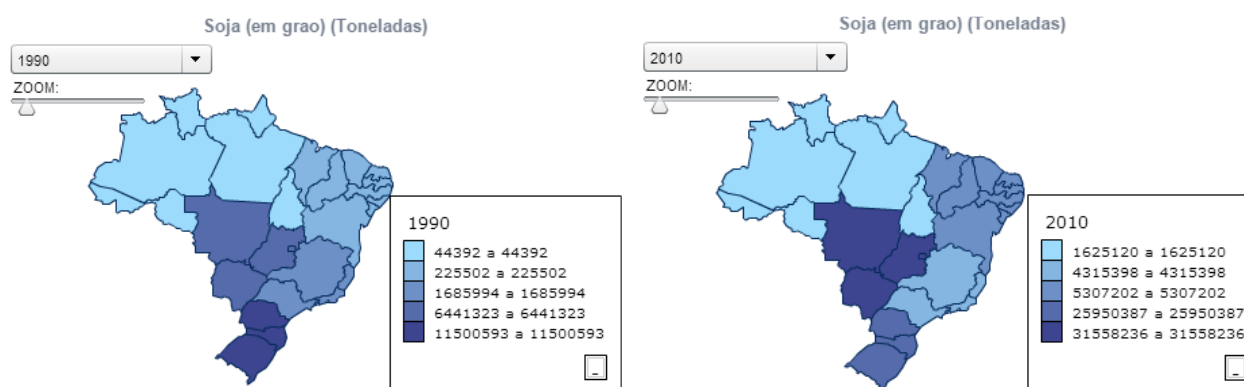 Soja (em grao) (Toneladas)
1990
ZOOM:
1990
44392 a 44392
225502 a 225502
1685994 a 1685994
6441323 a 6441323
11500593 a 11500593
-
Soja (em grao) (Toneladas)
2010
ZOOM:
2010
1625120 a 1625120
4315398 a 4315398
5307202 a 5307202
25950387 a 25950387
31558236 a 31558236
-